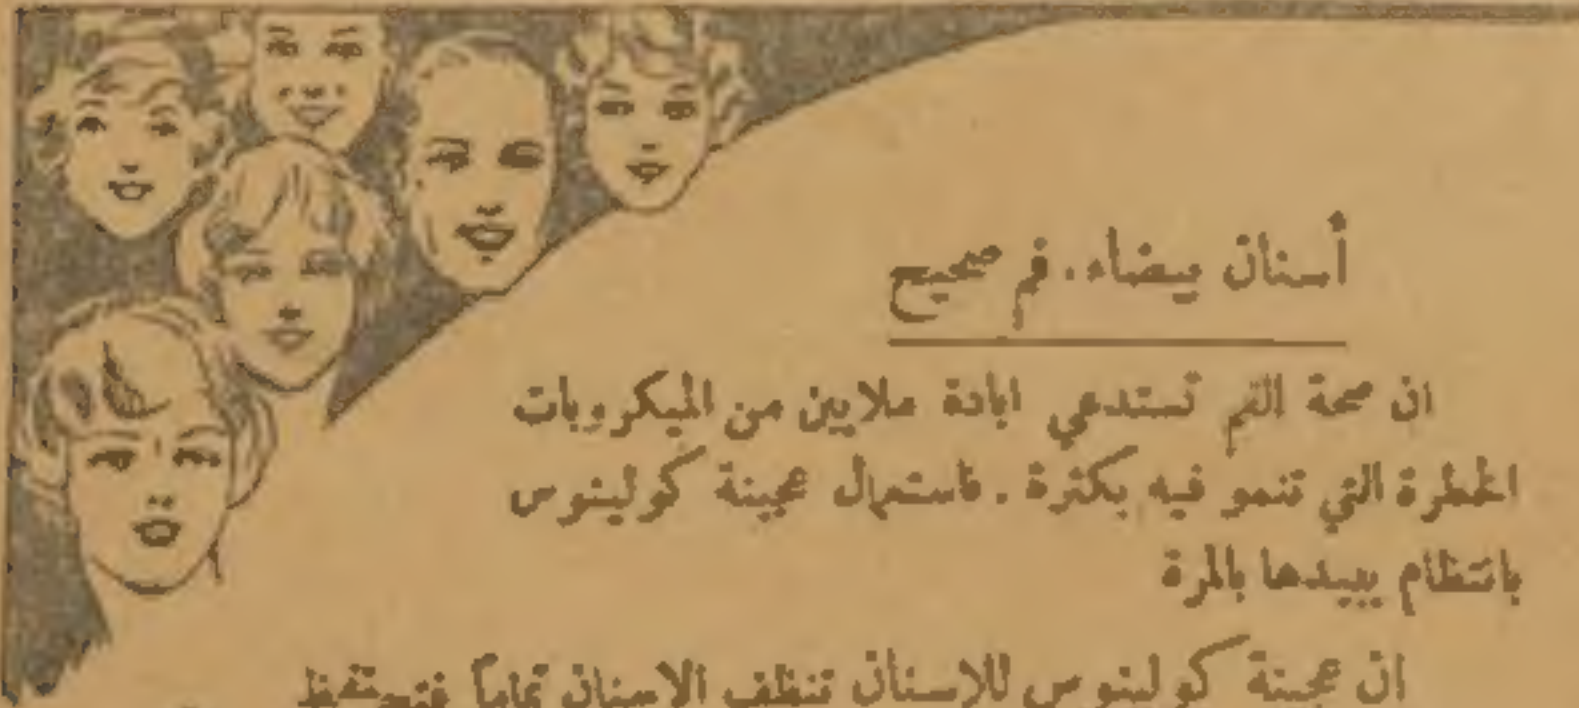 أسنان بيضاء. فم صحيح
ان صحة الفم تستدعي ابادة ملايين من الميكروبات
الخطرة التي تنمو فيه بكثرة. فاستعمال عجينة كولينوس
بانتظام يبيدها بالمرة
ان عجينة كولينوس للاسنان تنظف الاسنان تماماً فتحتفظ